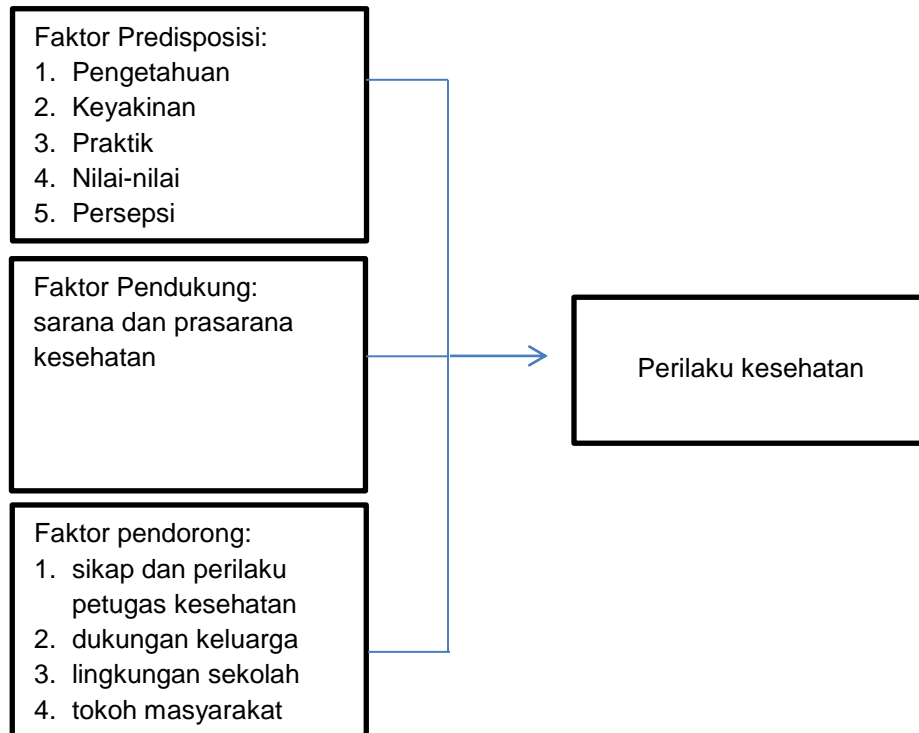 Faktor Predisposisi:
1. Pengetahuan
2. Keyakinan
3. Praktik
4. Nilai-nilai
5. Persepsi
Faktor Pendukung:
sarana dan prasarana
kesehatan
Perilaku kesehatan
Faktor pendorong:
1. sikap dan perilaku
petugas kesehatan
2. dukungan keluarga
3. lingkungan sekolah
4. tokoh masyarakat